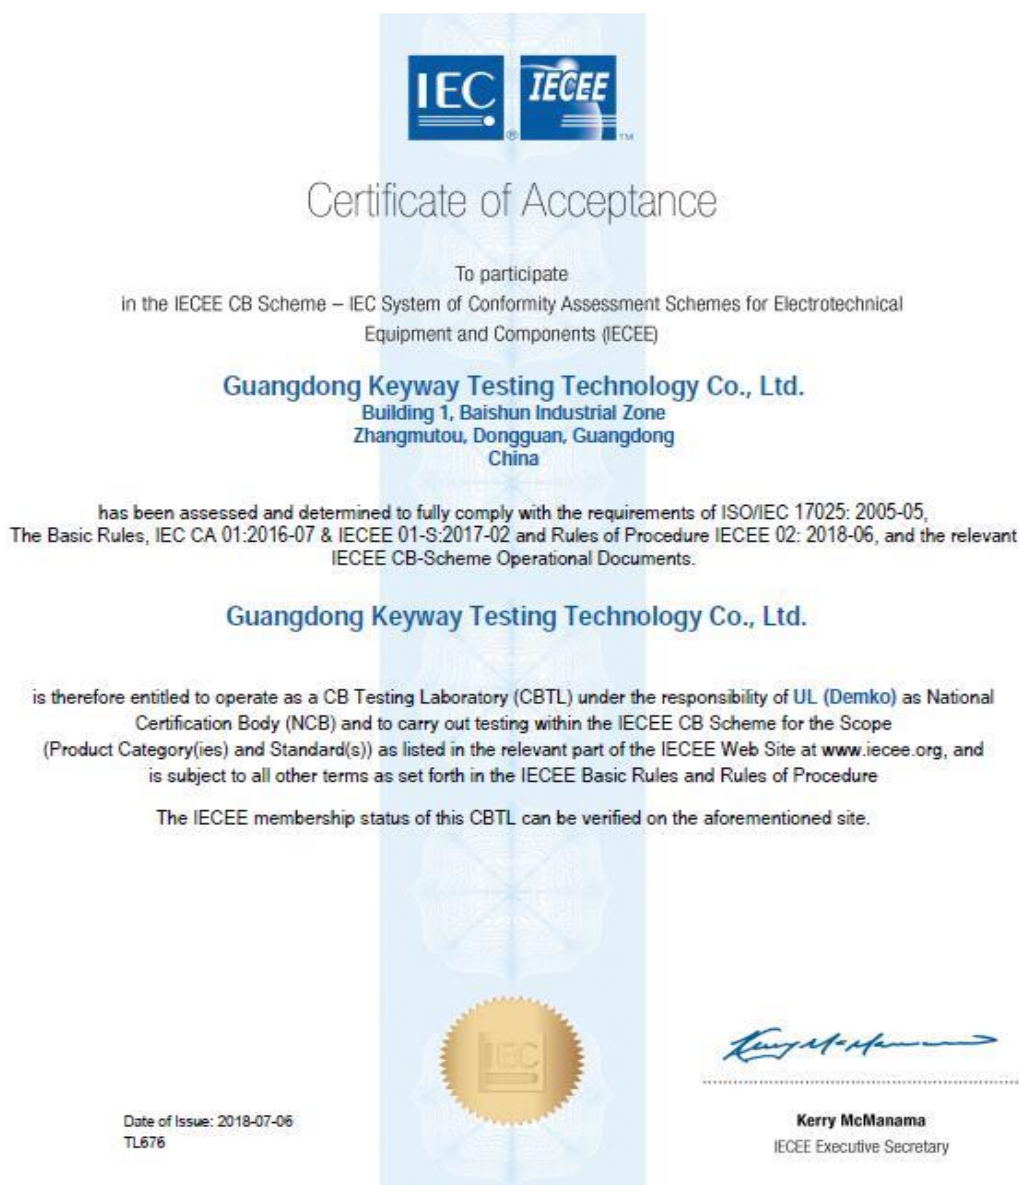 IEC IECEE
® TM
Certificate of Acceptance
To participate
in the IECEE CB Scheme – IEC System of Conformity Assessment Schemes for Electrotechnical
Equipment and Components (IECEE)
Guangdong Keyway Testing Technology Co., Ltd.
Building 1, Baishun Industrial Zone
Zhangmutou, Dongguan, Guangdong
China
has been assessed and determined to fully comply with the requirements of ISO/IEC 17025: 2005-05,
The Basic Rules, IEC CA 01:2016-07 & IECEE 01-S:2017-02 and Rules of Procedure IECEE 02: 2018-06, and the relevant
IECEE CB-Scheme Operational Documents.
Guangdong Keyway Testing Technology Co., Ltd.
is therefore entitled to operate as a CB Testing Laboratory (CBTL) under the responsibility of UL (Demko) as National
Certification Body (NCB) and to carry out testing within the IECEE CB Scheme for the Scope
(Product Category(ies) and Standard(s)) as listed in the relevant part of the IECEE Web Site at www.iecee.org, and
is subject to all other terms as set forth in the IECEE Basic Rules and Rules of Procedure
The IECEE membership status of this CBTL can be verified on the aforementioned site.
IEC
Kerry McManama
Date of Issue: 2018-07-06
TL676
Kerry McManama
IECEE Executive Secretary